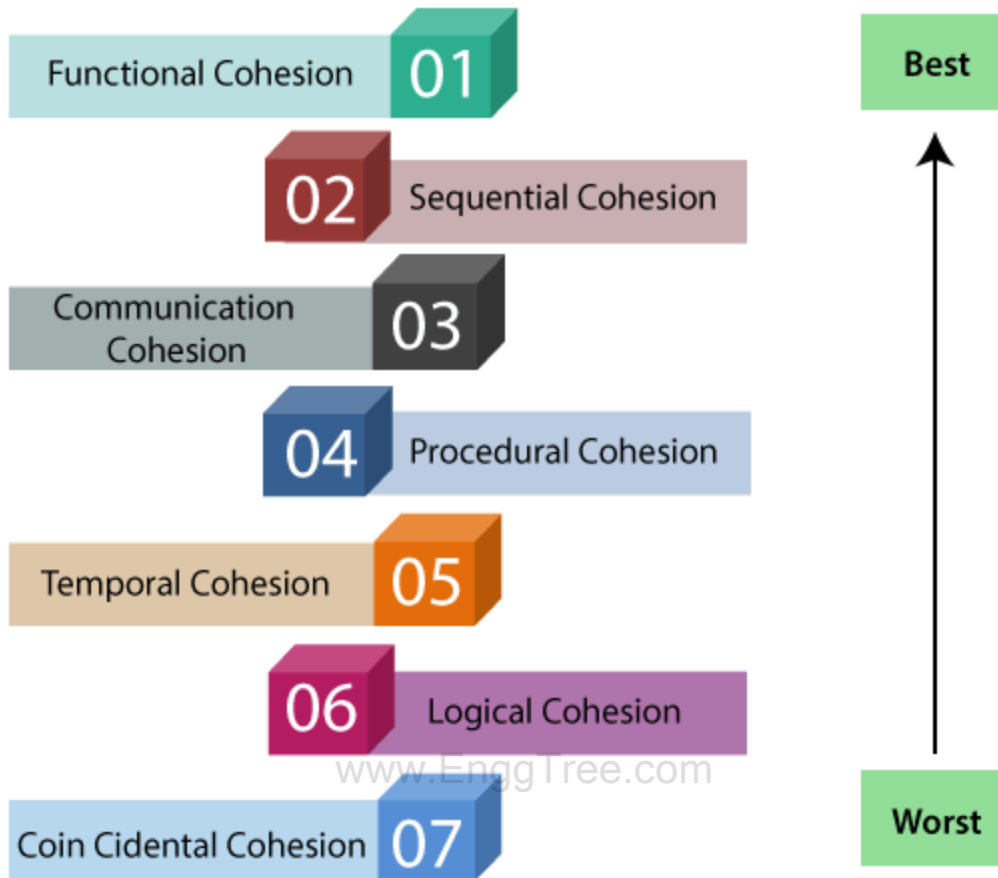 Functional Cohesion 01
Best
02 Sequential Cohesion
Communication
Cohesion
03
04 Procedural Cohesion
Temporal Cohesion 05
06 Logical Cohesion
www.EnggTree.com
Coin Cidental Cohesion 07
Worst